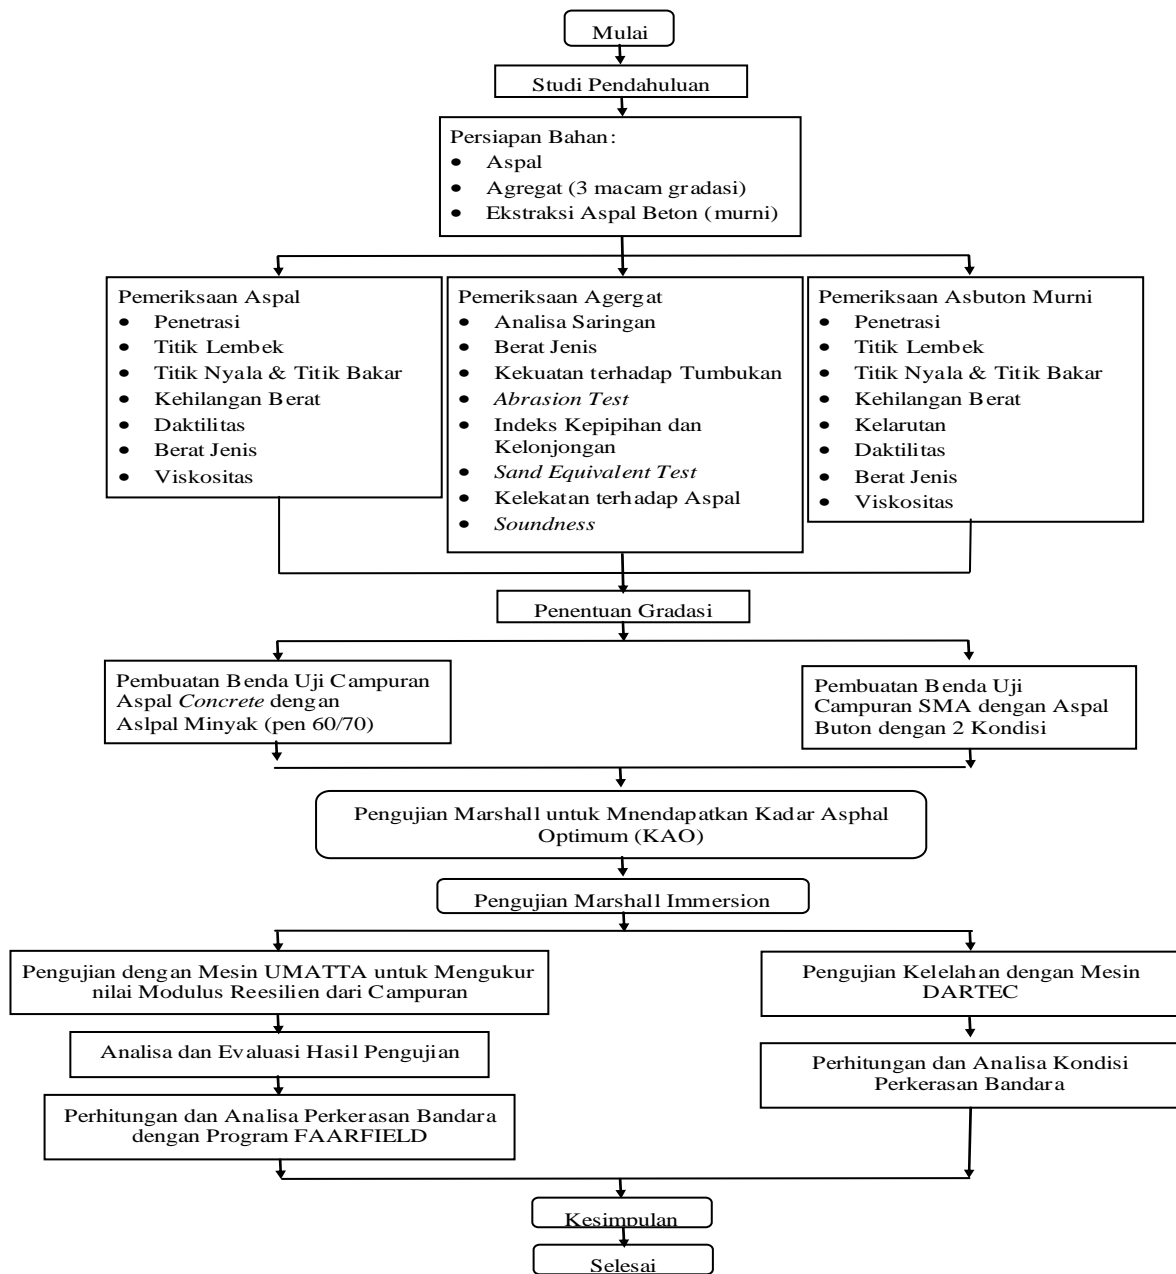 Mulai
Studi Pendahuluan
Persiapan Bahan:
• Aspal
• Agregat (3 macam gradasi)
• Ekstraksi Aspal Beton (murni)
Pemeriksaan Aspal
• Penetrasi
• Titik Lembek
• Titik Nyala & Titik Bakar
• Kehilangan Berat
• Daktilitas
• Berat Jenis
• Viskositas
Pemeriksaan Agergat
• Analisa Saringan
• Berat Jenis
• Kekuatan terhadap Tumbukan
• Abrasion Test
• Indeks Kepipihan dan
Kelonjongan
• Sand Equivalent Test
• Kelekatan terhadap Aspal
• Soundness
Pemeriksaan Asbuton Murni
• Penetrasi
• Titik Lembek
• Titik Nyala & Titik Bakar
• Kehilangan Berat
• Kelarutan
• Daktilitas
• Berat Jenis
• Viskositas
Penentuan Gradasi
Pembuatan Benda Uji Campuran
Aspal Concrete dengan
Aslpal Minyak (pen 60/70)
Pembuatan Benda Uji
Campuran SMA dengan Aspal
Buton dengan 2 Kondisi
Pengujian Marshall untuk Mnendapatkan Kadar Asphal
Optimum (KAO)
Pengujian Marshall Immersion
Pengujian dengan Mesin UMATTA untuk Mengukur
nilai Modulus Reesilien dari Campuran
Pengujian Kelelahan dengan Mesin
DARTEC
Analisa dan Evaluasi Hasil Pengujian
Perhitungan dan Analisa Kondisi
Perkerasan Bandara
Perhitungan dan Analisa Perkerasan Bandara
dengan Program FAARFIELD
Kesimpulan
Selesai